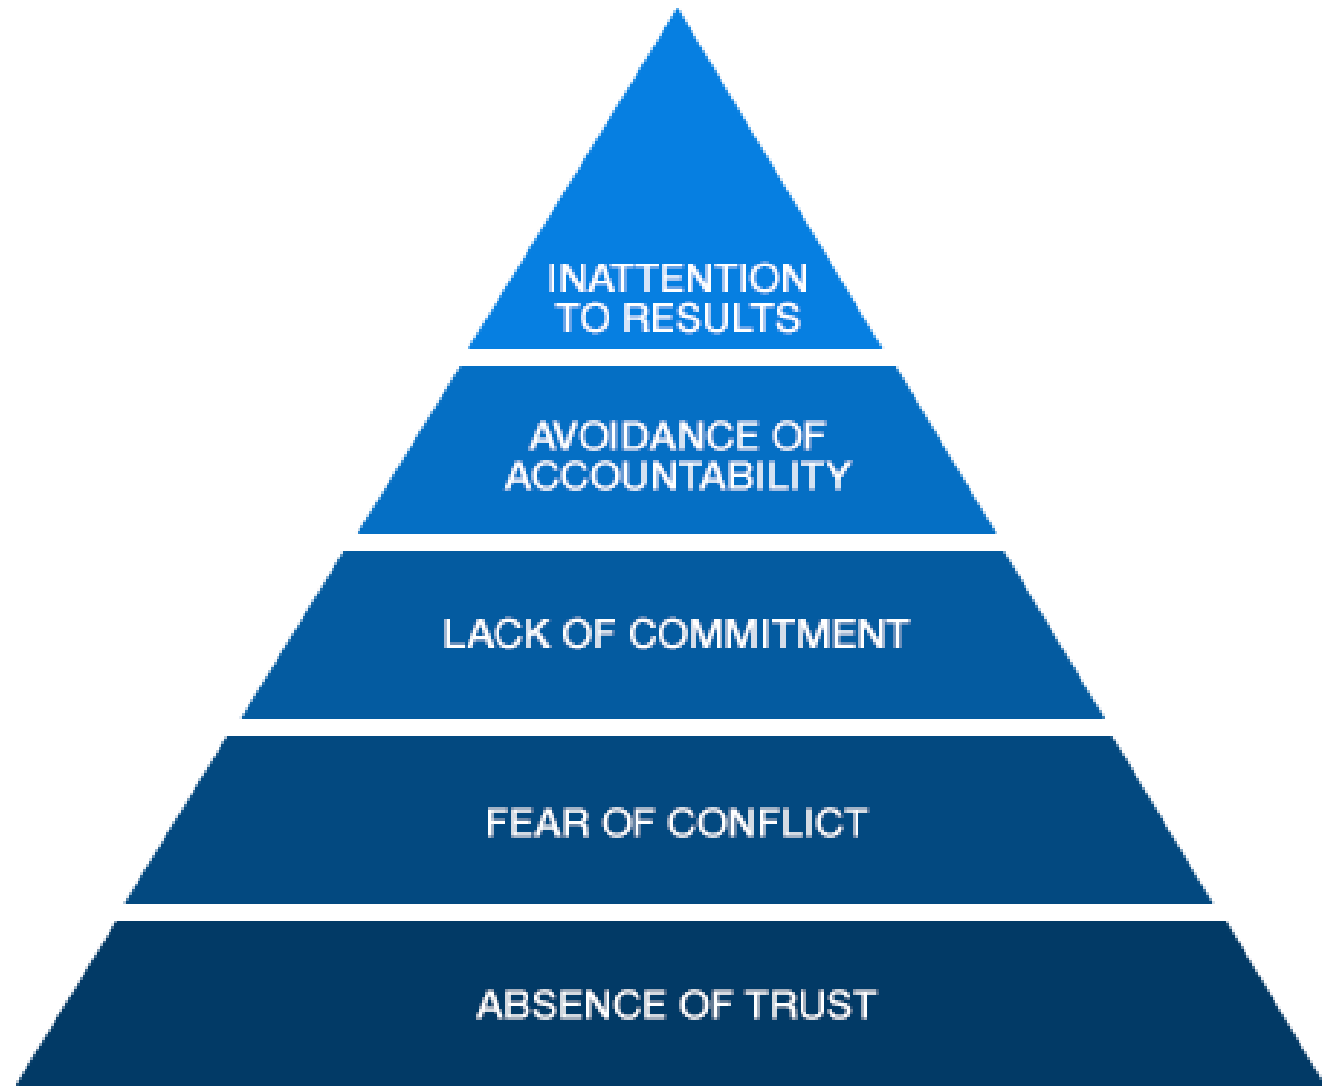 INATTENTION
TO RESULTS
AVOIDANCE OF
ACCOUNTABILITY
LACK OF COMMITMENT
FEAR OF CONFLICT
ABSENCE OF TRUST